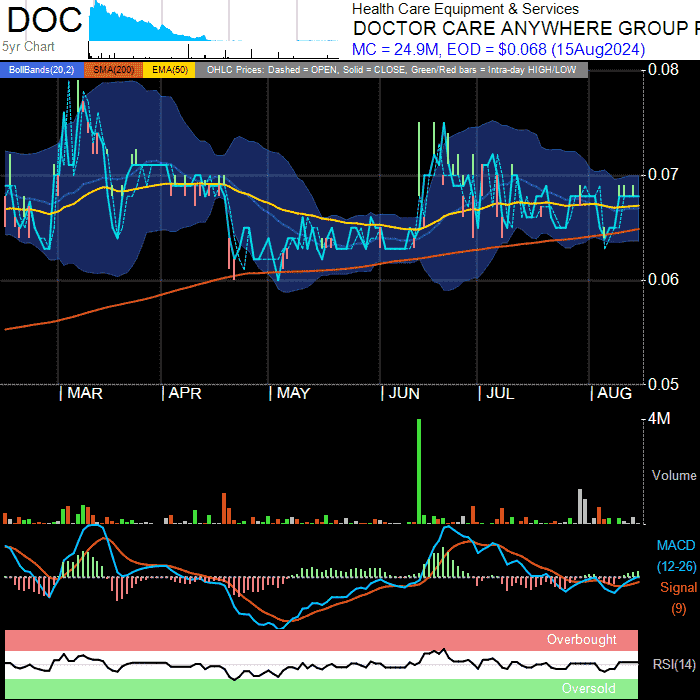 DOC
5yr Chart
Health Care Equipment & Services
DOCTOR CARE ANYWHERE GROUP P
MC = 24.9M, EOD = $0.068 (15Aug2024)
BollBands(20,2) SMA(200) EMA(50) OHLC Prices: Dashed = OPEN, Solid = CLOSE, Green/Red bars = Intra-day HIGH/LOW
0.08
0.07
0.06
0.05
MAR APR MAY JUN JUL AUG
4M
Volume
MACD
(12-26)
Signal
(9)
Overbought
RSI(14)
Oversold